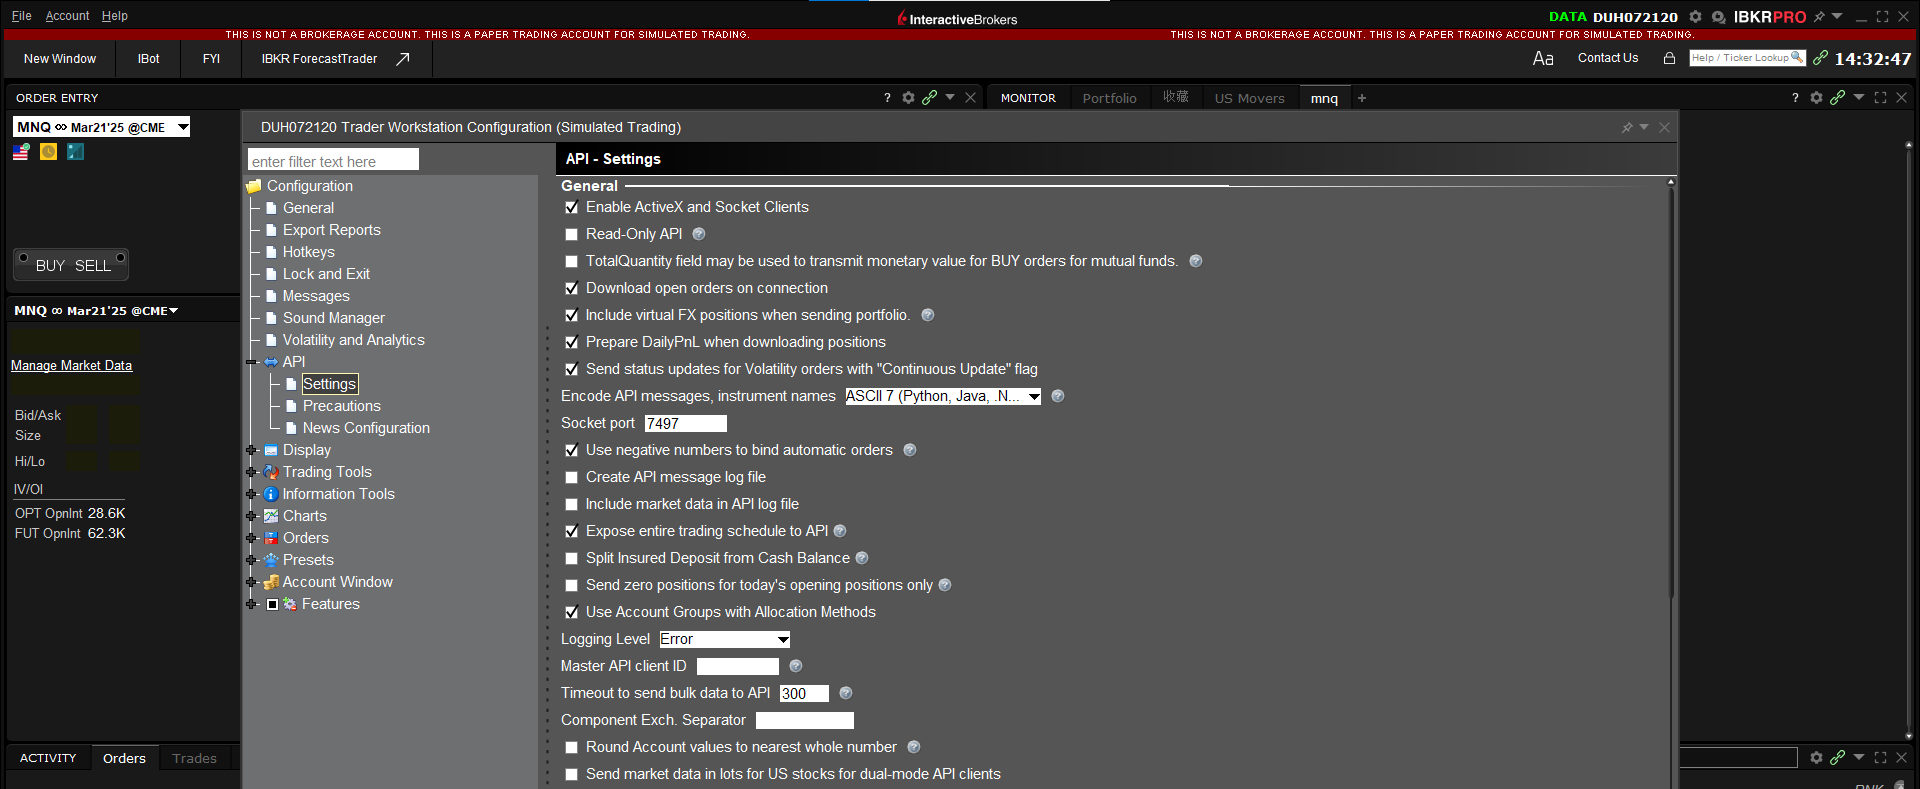 File Account Help
InteractiveBrokers
DATA DUH072120 IBKRPRO
THIS IS NOT A BROKERAGE ACCOUNT. THIS IS A PAPER TRADING ACCOUNT FOR SIMULATED TRADING.
THIS IS NOT A BROKERAGE ACCOUNT. THIS IS A PAPER TRADING ACCOUNT FOR SIMULATED TRADING.
New Window IBot FYI IBKR ForecastTrader
Aa Contact Us Help / Ticker Lookup 14:32:47
ORDER ENTRY
MONITOR Portfolio 收藏 US Movers mnq +
MNQ ∞ Mar21'25 @CME
BUY SELL
MNQ ∞ Mar21'25 @CME
Manage Market Data
Bid/Ask
Size
Hi/Lo
IV/OI
OPT OpnInt 28.6K
FUT OpnInt 62.3K
ACTIVITY Orders Trades
DUH072120 Trader Workstation Configuration (Simulated Trading)
enter filter text here
Configuration
General
Export Reports
Hotkeys
Lock and Exit
Messages
Sound Manager
Volatility and Analytics
API
Settings
Precautions
News Configuration
Display
Trading Tools
Information Tools
Charts
Orders
Presets
Account Window
Features
API - Settings
General
Enable ActiveX and Socket Clients
Read-Only API
TotalQuantity field may be used to transmit monetary value for BUY orders for mutual funds.
Download open orders on connection
Include virtual FX positions when sending portfolio.
Prepare DailyPnL when downloading positions
Send status updates for Volatility orders with "Continuous Update" flag
Encode API messages, instrument names ASCII 7 (Python, Java, .N...
Socket port 7497
Use negative numbers to bind automatic orders
Create API message log file
Include market data in API log file
Expose entire trading schedule to API
Split Insured Deposit from Cash Balance
Send zero positions for today's opening positions only
Use Account Groups with Allocation Methods
Logging Level Error
Master API client ID
Timeout to send bulk data to API 300
Component Exch. Separator
Round Account values to nearest whole number
Send market data in lots for US stocks for dual-mode API clients